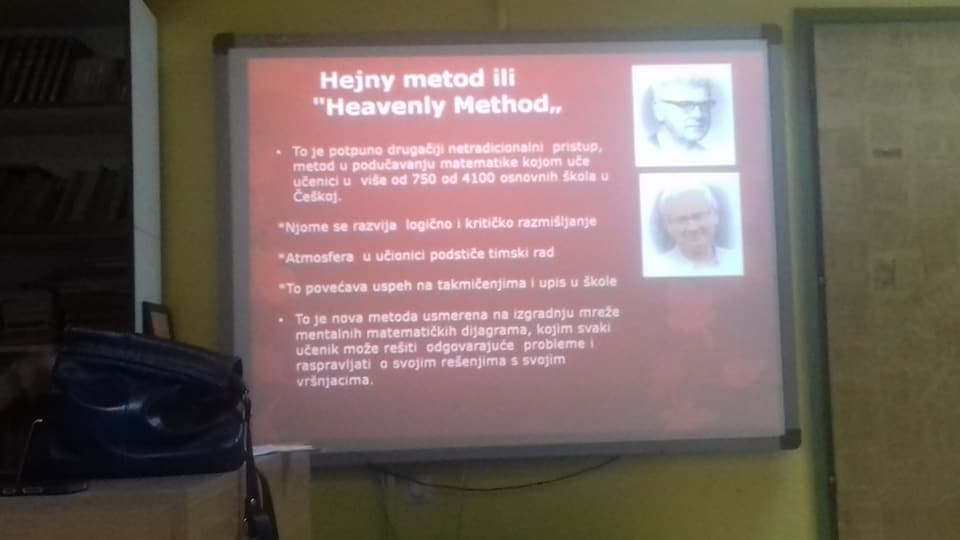 Hejny metod ili
"Heavenly Method„
• To je potpuno drugačiji netradicionalni pristup,
metod u podučavanju matematike kojom uče
učenici u više od 750 od 4100 osnovnih škola u
Češkoj.
*Njome se razvija logično i kritičko razmišljanje
*Atmosfera u učionici podstiče timski rad
*To povećava uspeh na takmičenjima i upis u škole
• To je nova metoda usmerena na izgradnju mreže
mentalnih matematičkih dijagrama, kojim svaki
učenik može rešiti odgovarajuće probleme i
raspravljati o svojim rešenjima s svojim
vršnjacima.